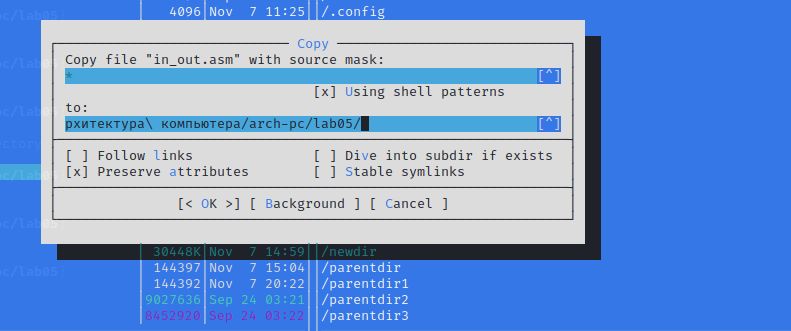 4096│Nov  7 11:25││/.config
pc/lab05
Copy
Copy file "in_out.asm" with source mask:
*                                                          [^]
[x] Using shell patterns
to:
рхитектура\ компьютера/arch-pc/lab05/                      [^]
[ ] Follow links                [ ] Dive into subdir if exists
[x] Preserve attributes         [ ] Stable symlinks
[< OK >] [ Background ] [ Cancel ]
pc/lab05
30448K│Nov  7 14:59││/newdir
pc/lab05   144397│Nov  7 15:04││/parentdir
144392│Nov  7 20:22││/parentdir1
9027636│Sep 24 03:21││/parentdir2
8452920│Sep 24 03:22││/parentdir3